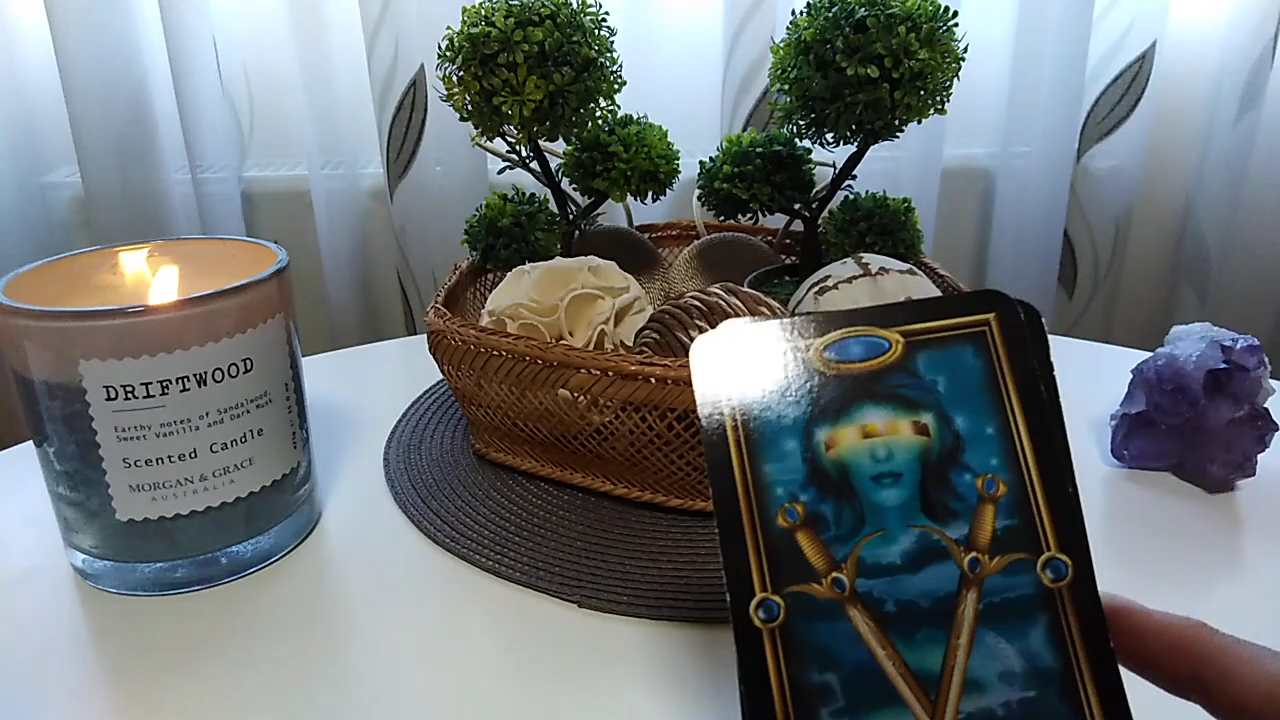 DRIFTWOOD
Earthy notes of Sandalwood,
Sweet Vanilla and Dark Musk
Scented Candle
MORGAN & GRACE
AUSTRALIA